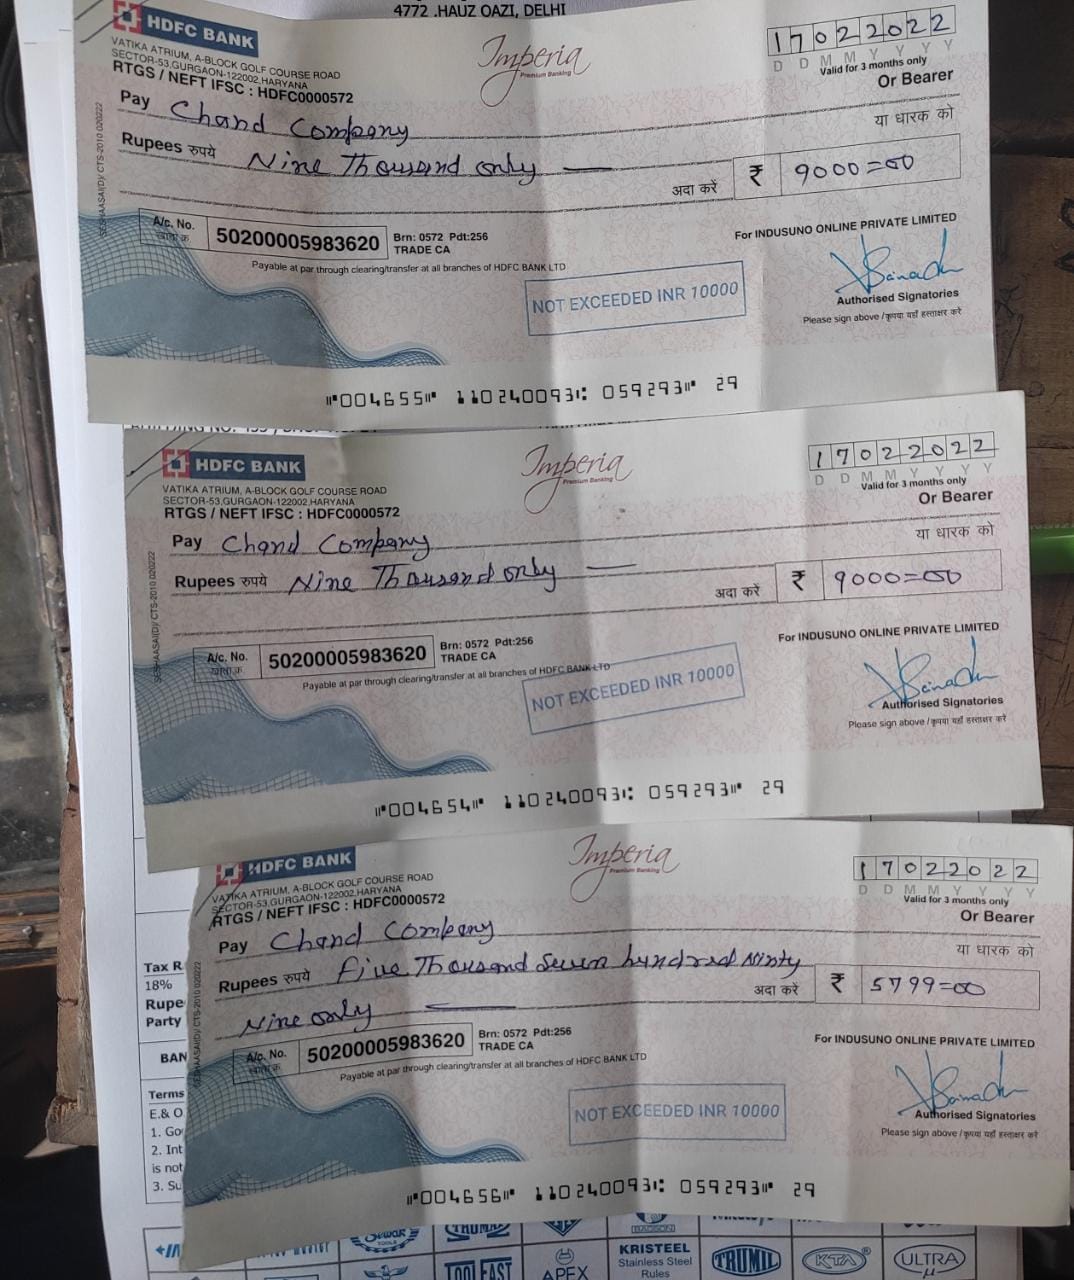 4772 .HAUZ QAZI, DELHI
HDFC BANK
Imperia
Premium Banking
17022022
VATIKA ATRIUM, A-BLOCK GOLF COURSE ROAD
D D M M Y Y Y Y
SECTOR-53,GURGAON-122002,HARYANA
Valid for 3 months only
RTGS / NEFT IFSC : HDFC0000572
Or Bearer
Pay Chand Company
या धारक को
Rupees रुपये Nine Thousand only
अदा करें ₹ 9000=00
SESHAASAI(D)/ CTS-2010 020222
A/c. No. 50200005983620 Brn: 0572 Pdt:256
खाता क्र. TRADE CA
For INDUSUNO ONLINE PRIVATE LIMITED
Payable at par through clearing/transfer at all branches of HDFC BANK LTD
NOT EXCEEDED INR 10000
Authorised Signatories
Please sign above /कृपया यहाँ हस्ताक्षर करें
⑈004655⑈ 110240093⑆ 059293⑈ 29
HDFC BANK
Imperia
Premium Banking
17022022
VATIKA ATRIUM, A-BLOCK GOLF COURSE ROAD
D D M M Y Y Y Y
SECTOR-53,GURGAON-122002,HARYANA
Valid for 3 months only
RTGS / NEFT IFSC : HDFC0000572
Or Bearer
Pay Chand Company
या धारक को
Rupees रुपये Nine Thousand only
अदा करें ₹ 9000=00
SESHAASAI(D)/ CTS-2010 020222
A/c. No. 50200005983620 Brn: 0572 Pdt:256
खाता क्र. TRADE CA
For INDUSUNO ONLINE PRIVATE LIMITED
Payable at par through clearing/transfer at all branches of HDFC BANK LTD
NOT EXCEEDED INR 10000
Authorised Signatories
Please sign above /कृपया यहाँ हस्ताक्षर करें
⑈004654⑈ 110240093⑆ 059293⑈ 29
HDFC BANK
Imperia
Premium Banking
17022022
VATIKA ATRIUM, A-BLOCK GOLF COURSE ROAD
D D M M Y Y Y Y
SECTOR-53,GURGAON-122002,HARYANA
Valid for 3 months only
RTGS / NEFT IFSC : HDFC0000572
Or Bearer
Pay Chand Company
या धारक को
Rupees रुपये Five Thousand Seven hundred Ninty
अदा करें ₹ 5799=00
Nine only
SESHAASAI(D)/ CTS-2010 020222
A/c. No. 50200005983620 Brn: 0572 Pdt:256
खाता क्र. TRADE CA
For INDUSUNO ONLINE PRIVATE LIMITED
Payable at par through clearing/transfer at all branches of HDFC BANK LTD
NOT EXCEEDED INR 10000
Authorised Signatories
Please sign above /कृपया यहाँ हस्ताक्षर करें
⑈004656⑈ 110240093⑆ 059293⑈ 29
Tax R
18%
Rupe
Party
BAN
Terms
E.& O
1. Go
2. Int
is not
3. Su
TOOLS
APEX
KRISTEEL
Stainless Steel
Rules
TRUMIL
KTA
ULTRA